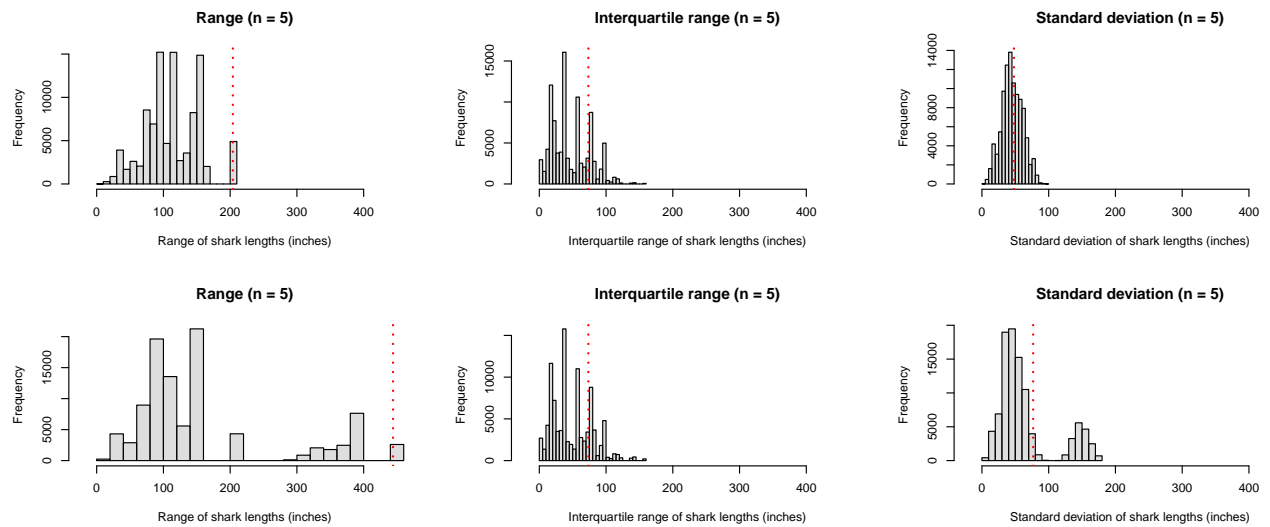 Range (n = 5)
Frequency
0 5000 15000
0 100 200 300 400
Range of shark lengths (inches)
Interquartile range (n = 5)
Frequency
0 5000 15000
0 100 200 300 400
Interquartile range of shark lengths (inches)
Standard deviation (n = 5)
Frequency
0 4000 8000 14000
0 100 200 300 400
Standard deviation of shark lengths (inches)
Range (n = 5)
Frequency
0 5000 15000
0 100 200 300 400
Range of shark lengths (inches)
Interquartile range (n = 5)
Frequency
0 5000 10000
0 100 200 300 400
Interquartile range of shark lengths (inches)
Standard deviation (n = 5)
Frequency
0 5000 15000
0 100 200 300 400
Standard deviation of shark lengths (inches)